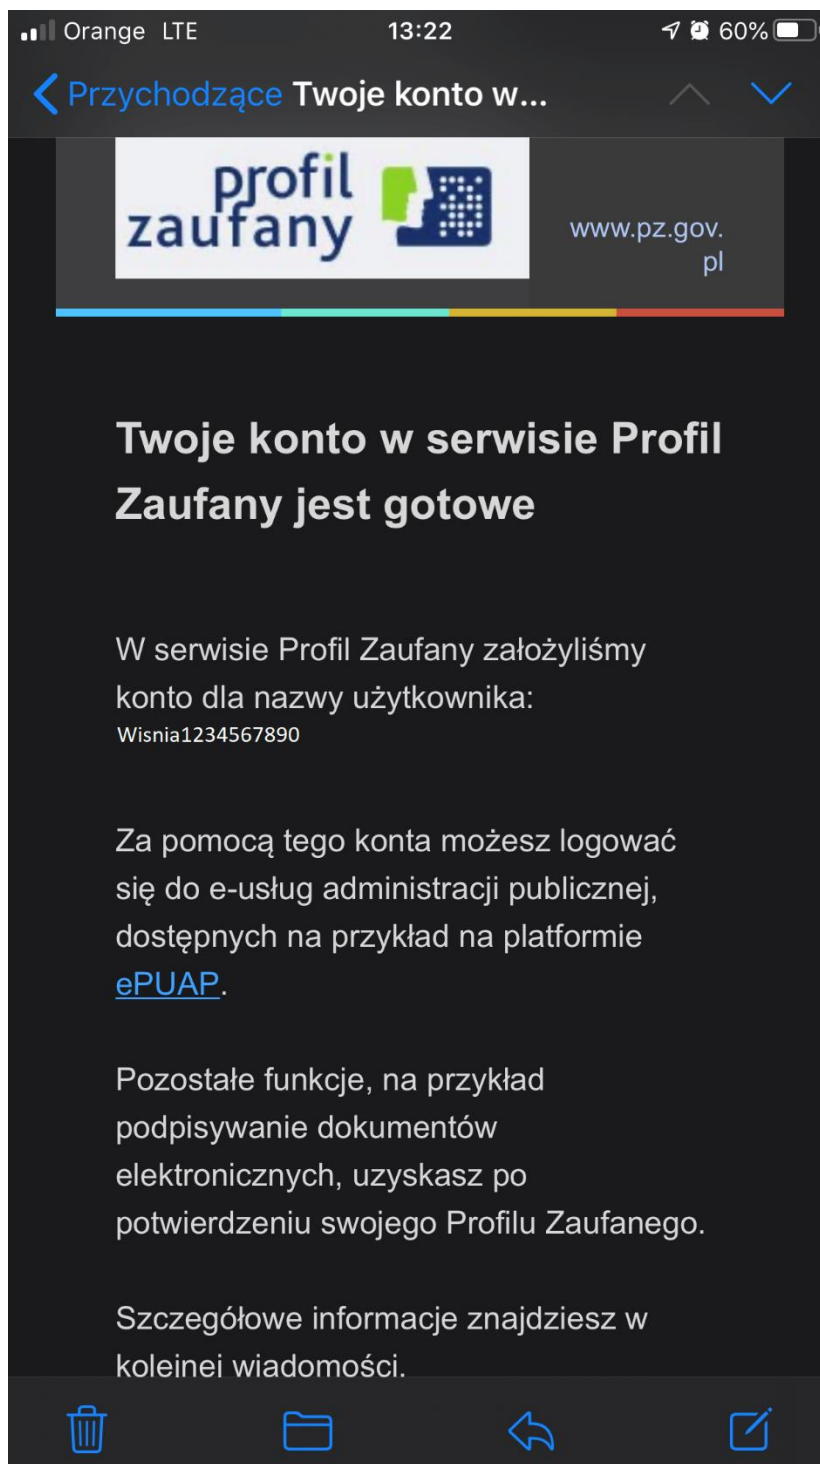 Orange LTE 13:22 60%
Przychodzące Twoje konto w...
profil
zaufany
www.pz.gov.
pl
Twoje konto w serwisie Profil
Zaufany jest gotowe
W serwisie Profil Zaufany założyliśmy
konto dla nazwy użytkownika:
Wisnia1234567890
Za pomocą tego konta możesz logować
się do e-usług administracji publicznej,
dostępnych na przykład na platformie
ePUAP.
Pozostałe funkcje, na przykład
podpisywanie dokumentów
elektronicznych, uzyskasz po
potwierdzeniu swojego Profilu Zaufanego.
Szczegółowe informacje znajdziesz w
kolejnej wiadomości.